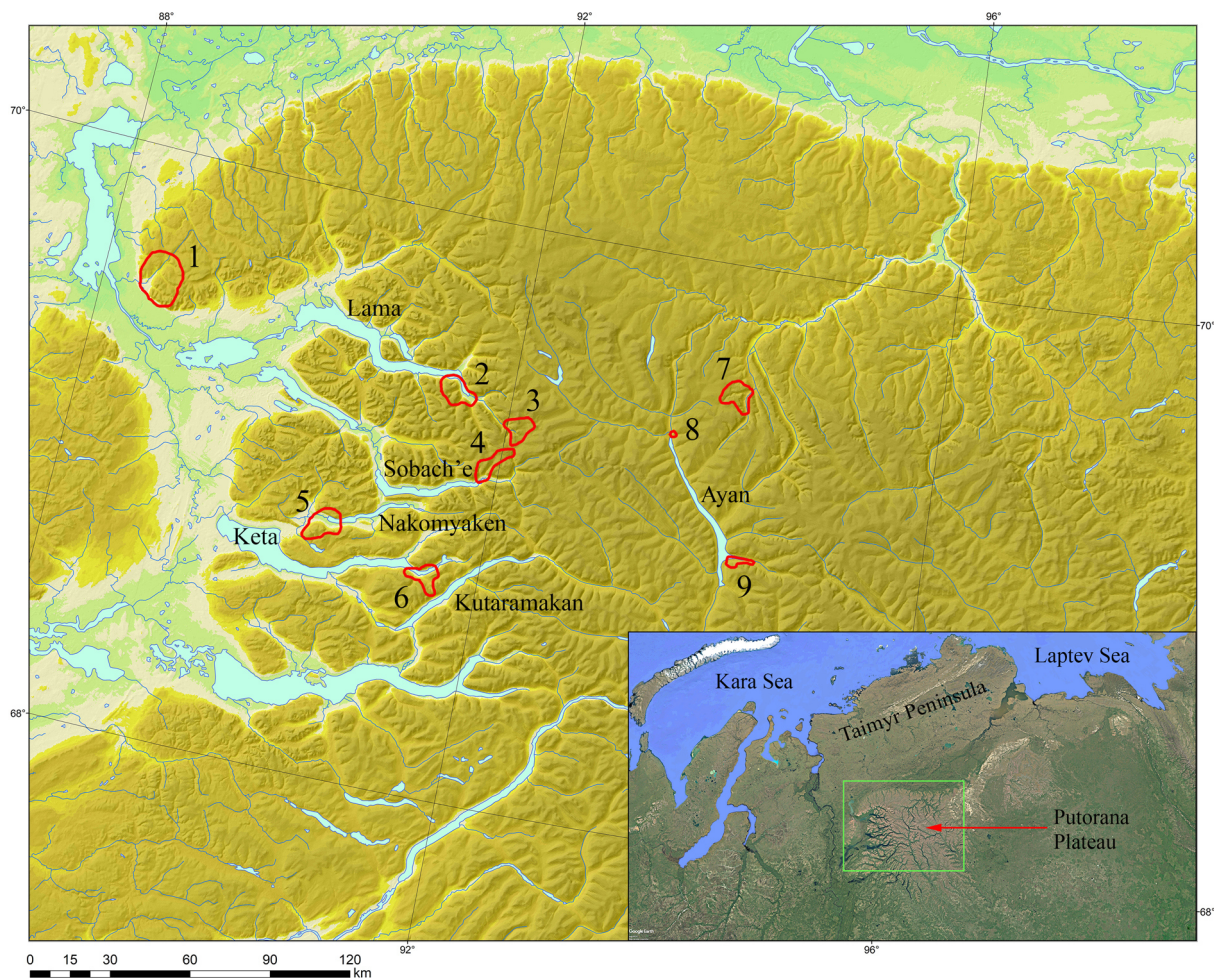 88°
92°
96°
70°
1
Lama
70°
2
7
3
8
4
Sobach’e
Ayan
5
Nakomyaken
Keta
9
6
Kutaramakan
Laptev Sea
Kara Sea
Taimyr Peninsula
68°
Putorana
Plateau
Google Earth
68°
92°
96°
0 15 30 60 90 120
km